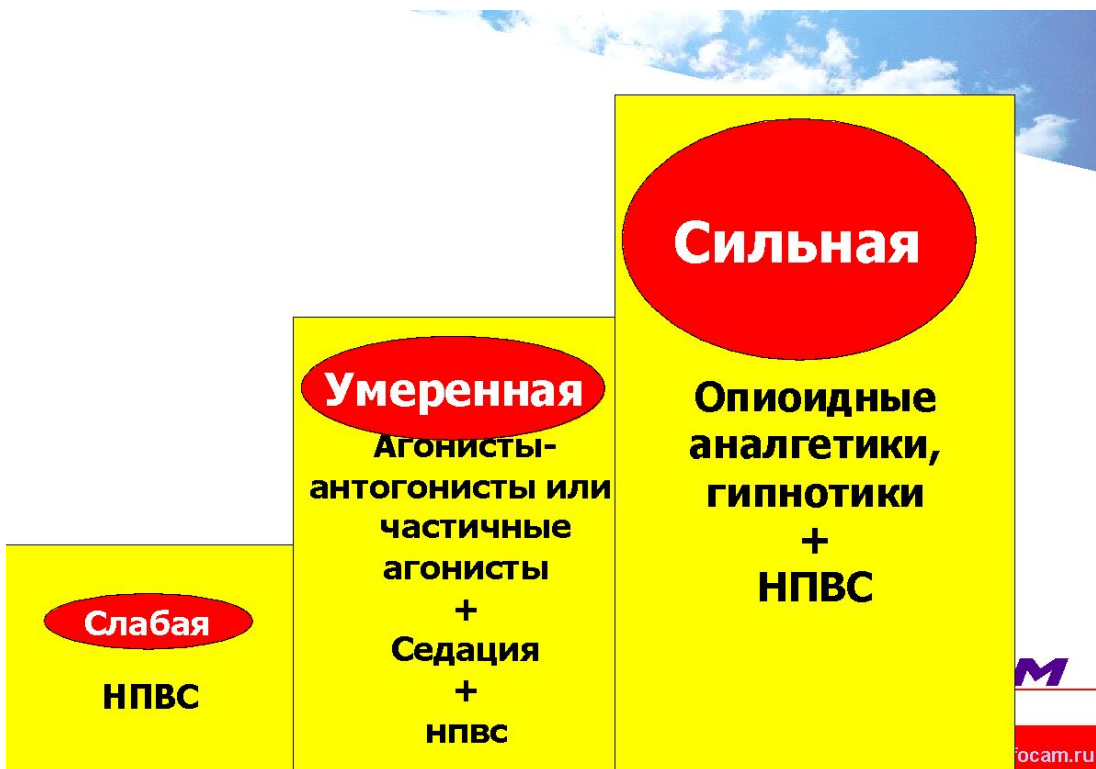 Слабая
НПВС
Умеренная
Агонисты-
антогонисты или
частичные
агонисты
+
Седация
+
нпвс
Сильная
Опиоидные
аналгетики,
гипнотики
+
НПВС
м
focam.ru